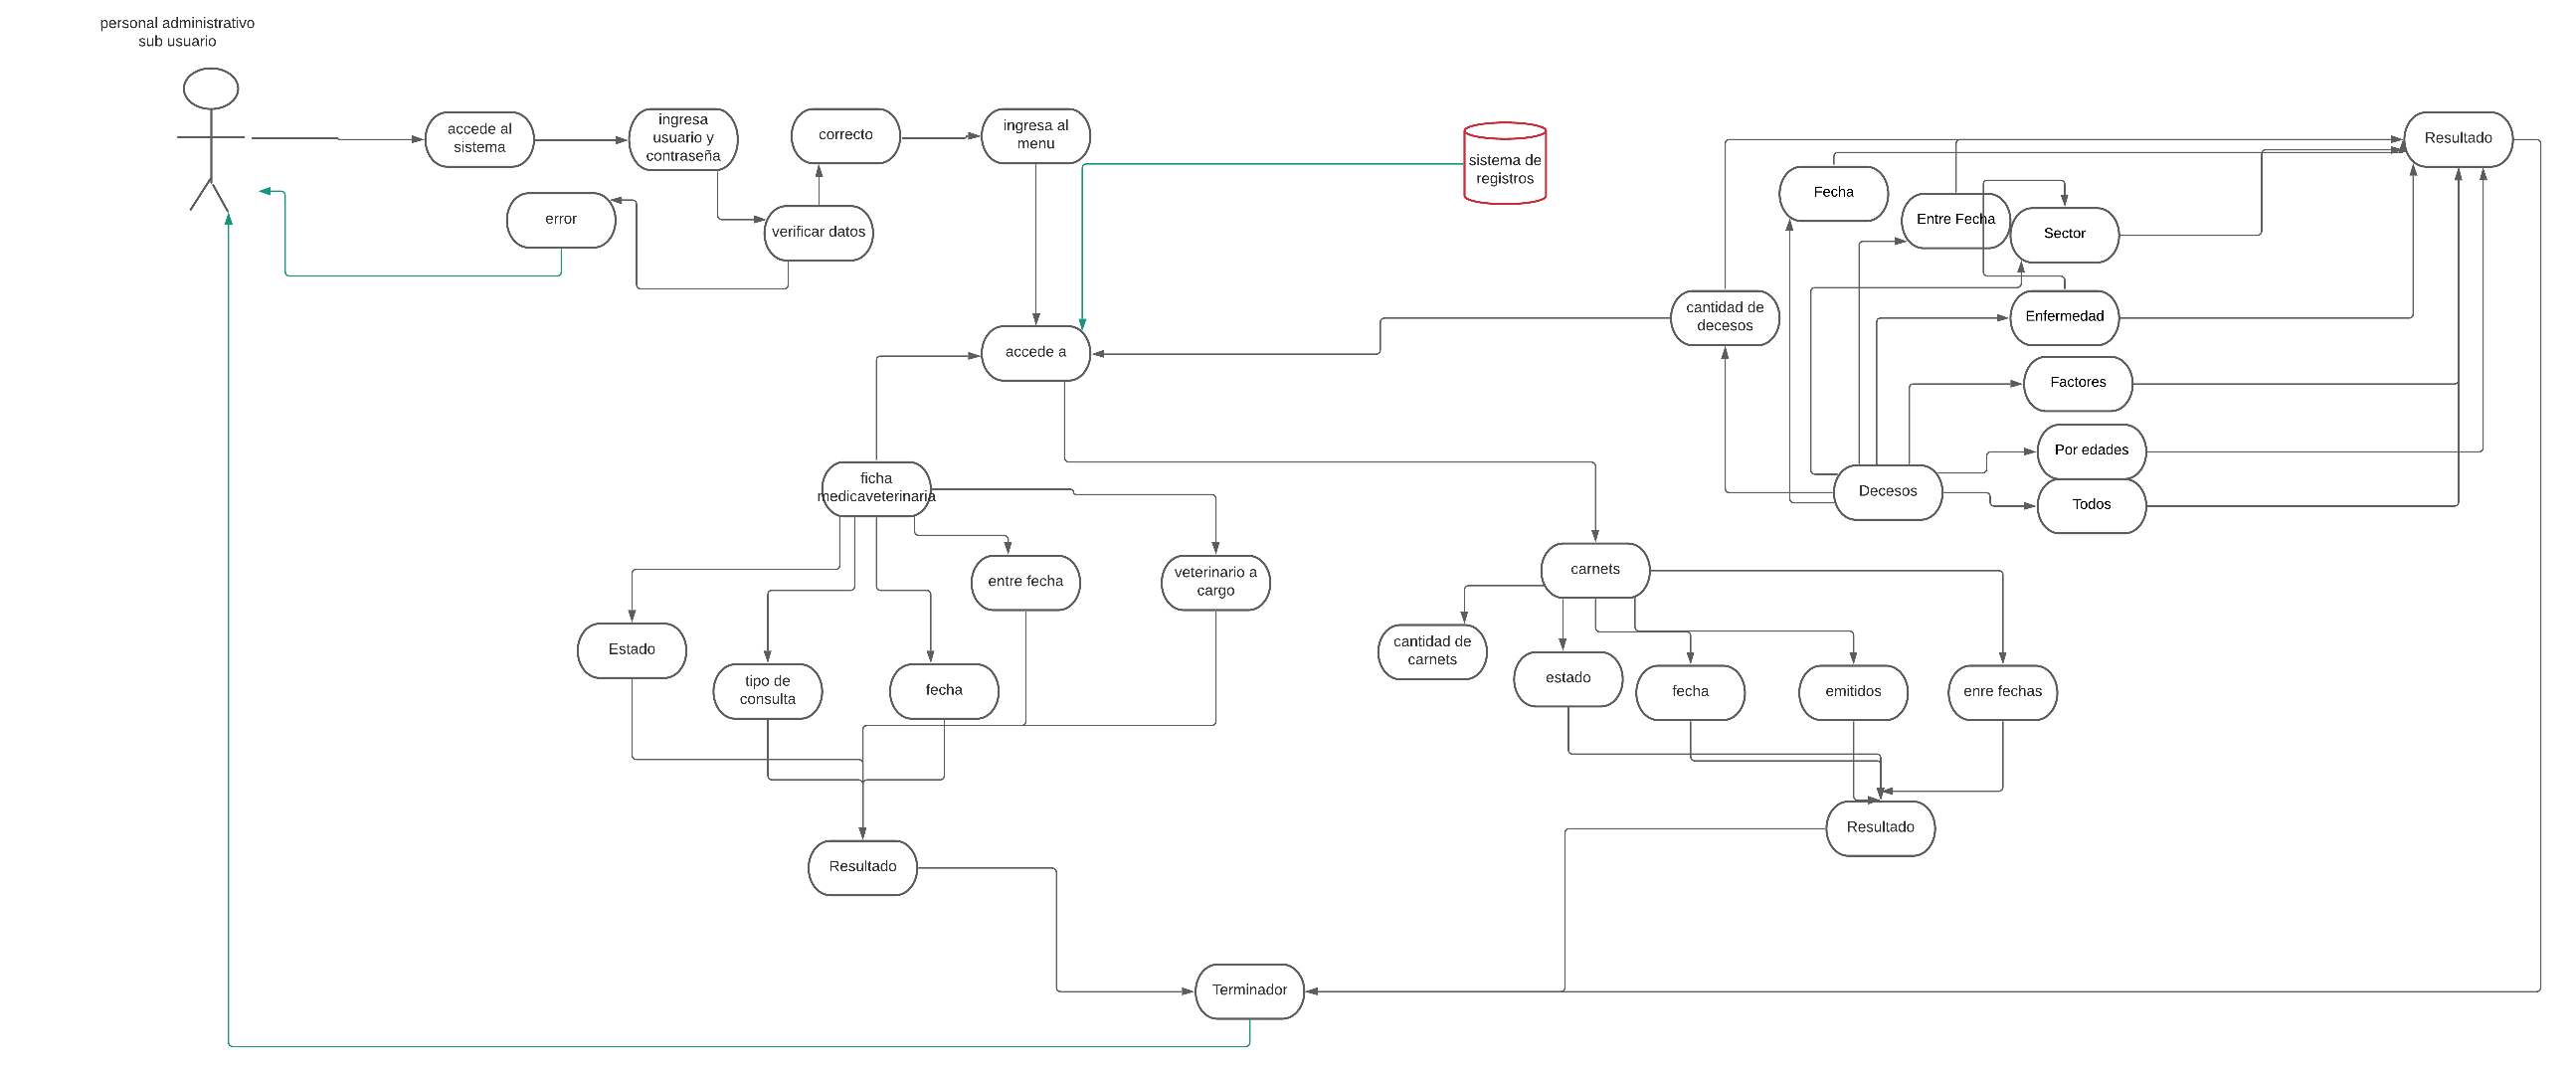 personal administrativo
sub usuario
accede al
sistema
ingresa
usuario y
contraseña
correcto
ingresa al
menu
sistema de
registros
Resultado
Fecha
Entre Fecha
Sector
error
verificar datos
cantidad de
decesos
Enfermedad
accede a
Factores
Por edades
ficha
medicaveterinaria
Decesos
Todos
entre fecha
veterinario a
cargo
carnets
Estado
cantidad de
carnets
tipo de
consulta
fecha
estado
fecha
emitidos
enre fechas
Resultado
Resultado
Terminador